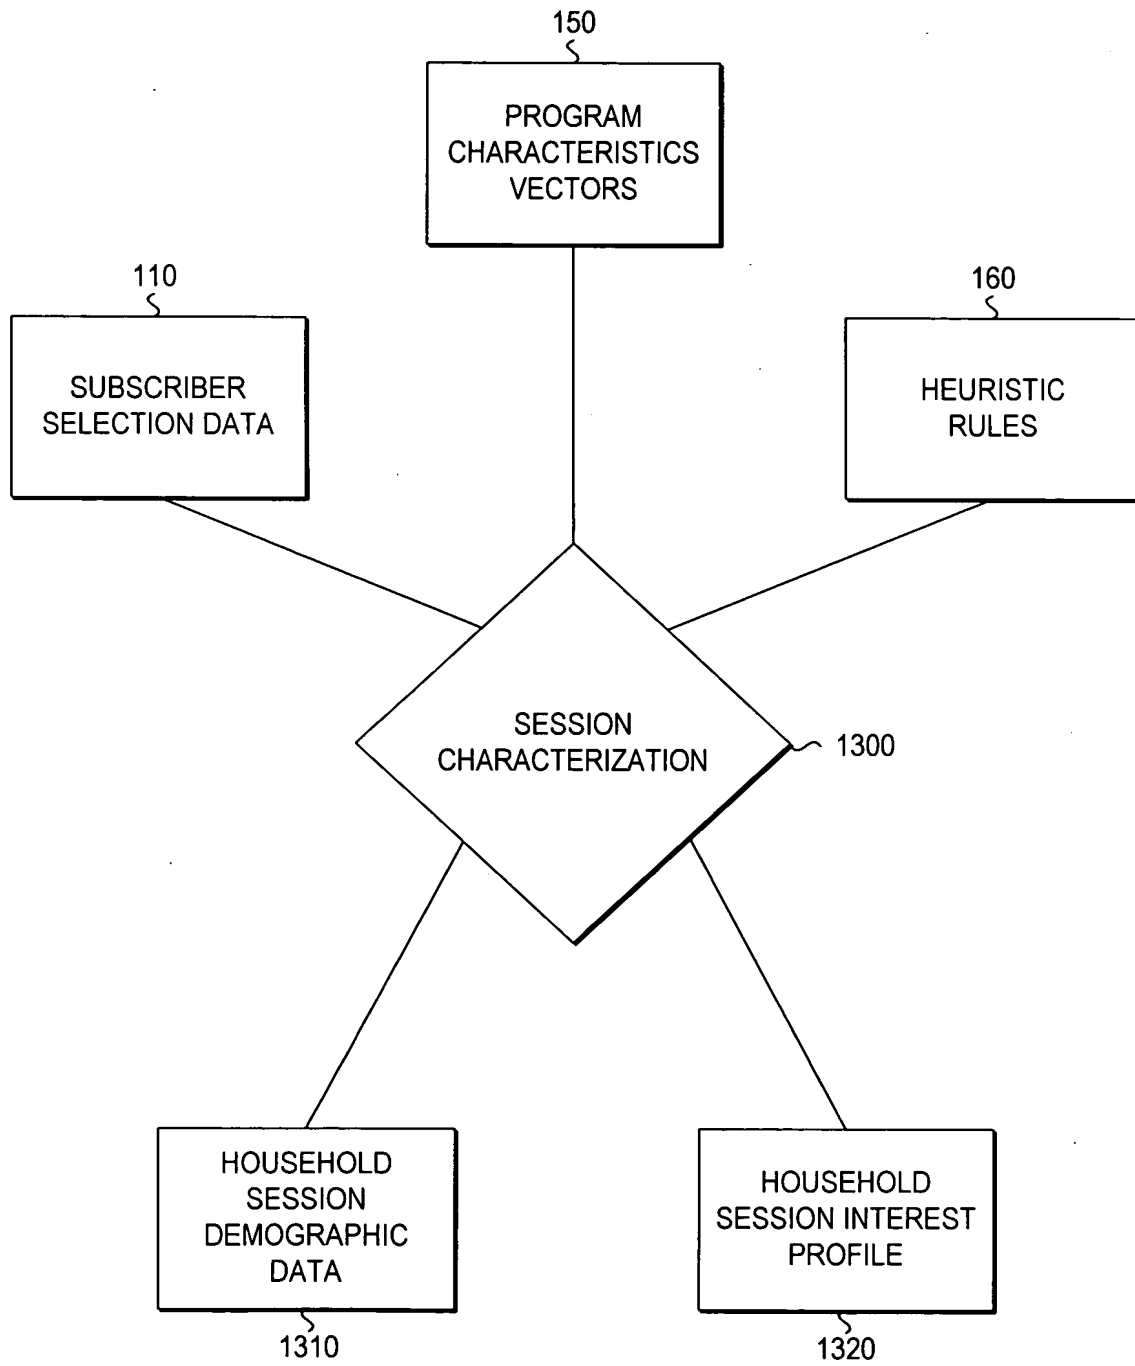 150
PROGRAM
CHARACTERISTICS
VECTORS
110
SUBSCRIBER
SELECTION DATA
160
HEURISTIC
RULES
SESSION
CHARACTERIZATION
1300
HOUSEHOLD
SESSION
DEMOGRAPHIC
DATA
1310
HOUSEHOLD
SESSION INTEREST
PROFILE
1320